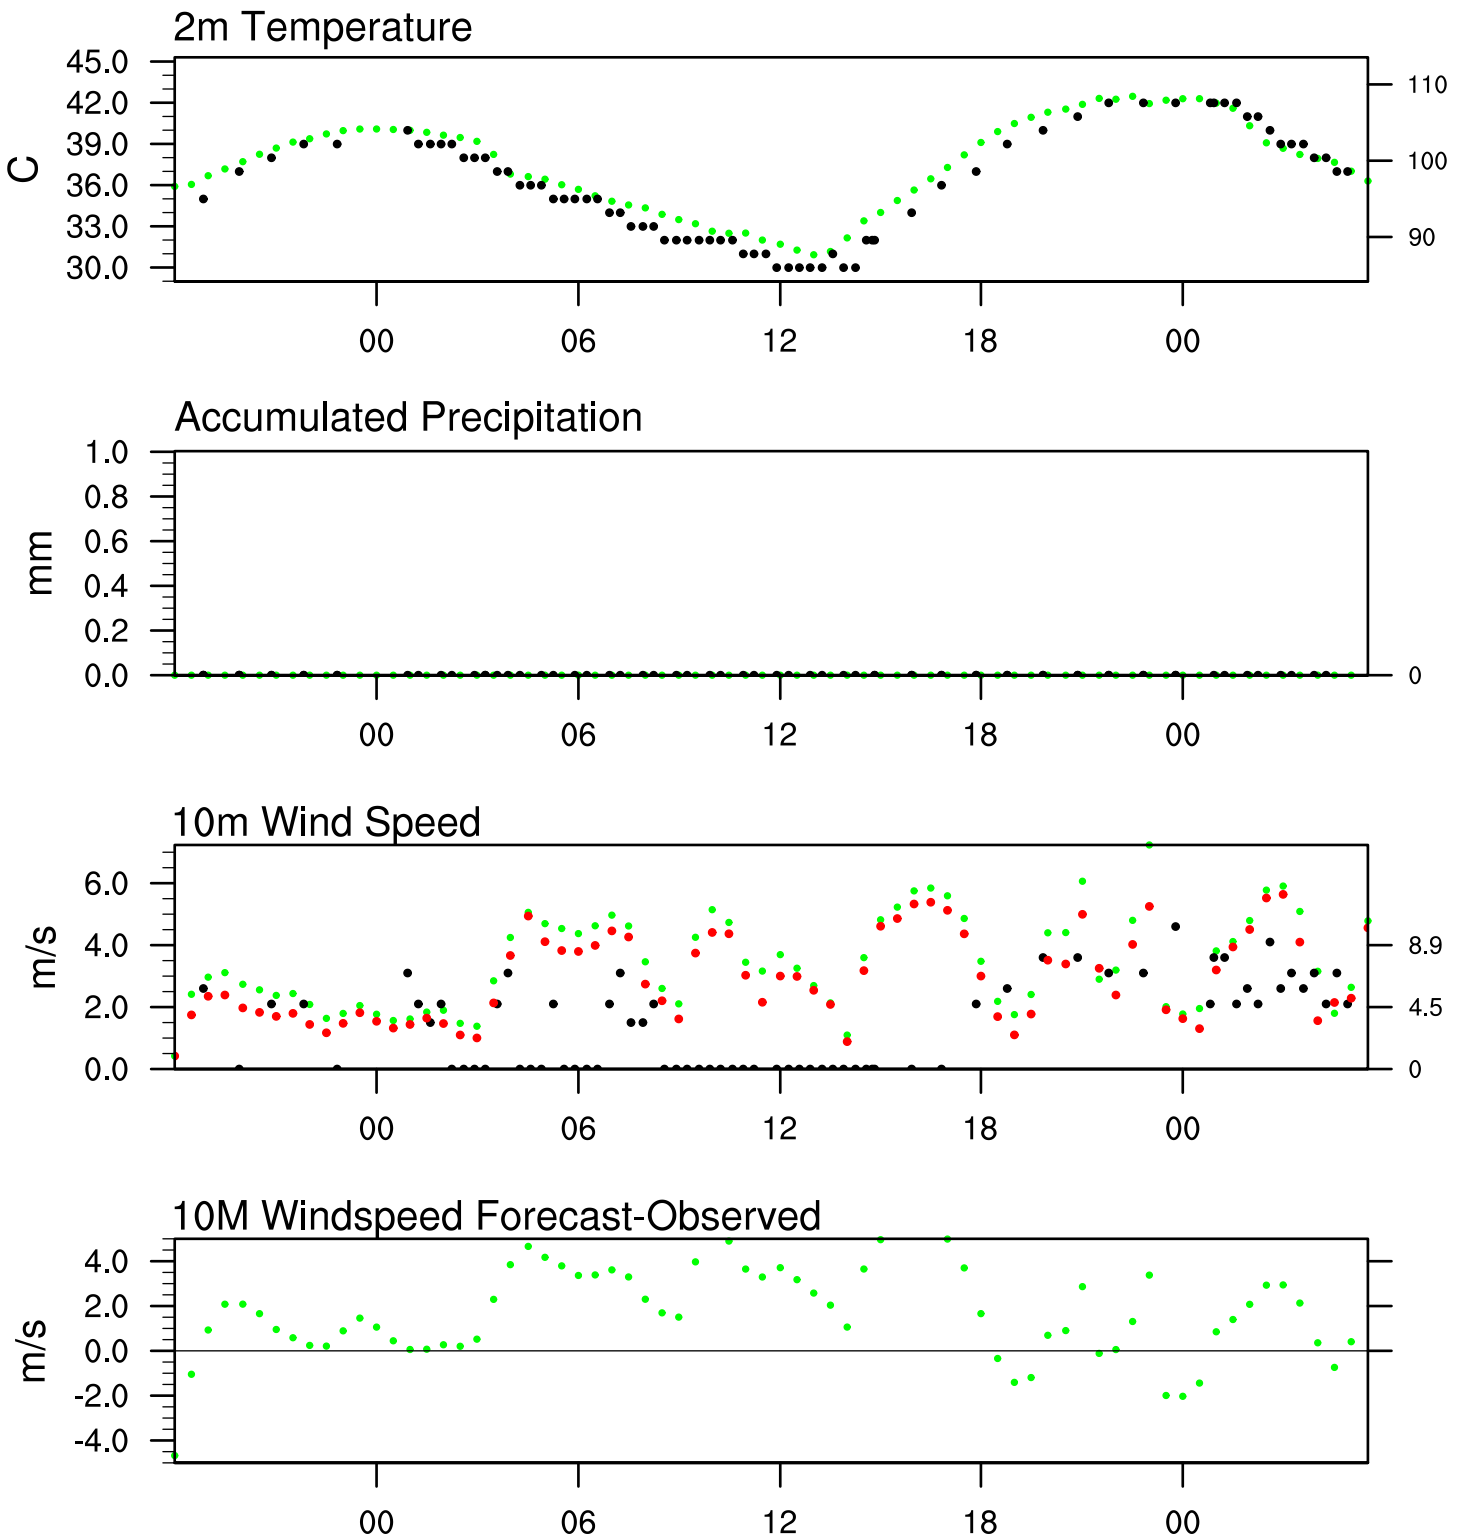 2m Temperature
45.0
42.0
39.0
36.0
33.0
30.0
C
110
100
90
00 06 12 18 00
Accumulated Precipitation
1.0
0.8
0.6
0.4
0.2
0.0
mm
0
00 06 12 18 00
10m Wind Speed
6.0
4.0
2.0
0.0
m/s
8.9
4.5
0
00 06 12 18 00
10M Windspeed Forecast-Observed
4.0
2.0
0.0
-2.0
-4.0
m/s
00 06 12 18 00